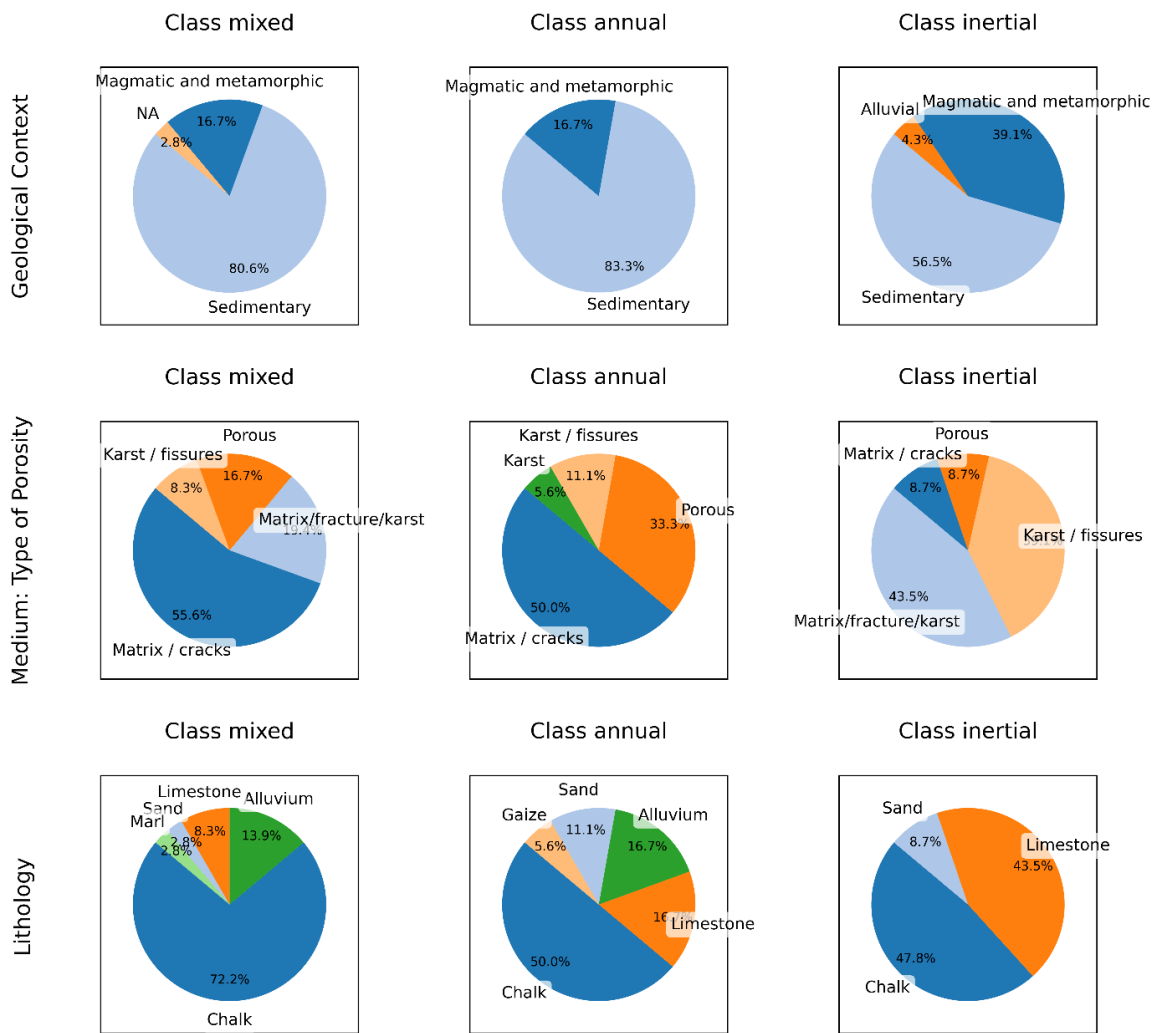 Class mixed
Class annual
Class inertial
Geological Context
Magmatic and metamorphic
NA
16.7%
2.8%
80.6%
Sedimentary
Magmatic and metamorphic
16.7%
83.3%
Sedimentary
Alluvial
Magmatic and metamorphic
4.3%
39.1%
56.5%
Sedimentary
Class mixed
Class annual
Class inertial
Medium: Type of Porosity
Porous
Karst / fissures
16.7%
8.3%
Matrix/fracture/karst
19.4%
55.6%
Matrix / cracks
Karst / fissures
Karst
11.1%
5.6%
Porous
33.3%
50.0%
Matrix / cracks
Porous
Matrix / cracks
8.7%
8.7%
Karst / fissures
43.5%
Matrix/fracture/karst
Class mixed
Class annual
Class inertial
Lithology
Limestone
Alluvium
Sand
Marl
8.3%
13.9%
2.8%
2.8%
72.2%
Chalk
Sand
Gaize
Alluvium
11.1%
5.6%
16.7%
Limestone
50.0%
Chalk
Sand
8.7%
Limestone
43.5%
47.8%
Chalk